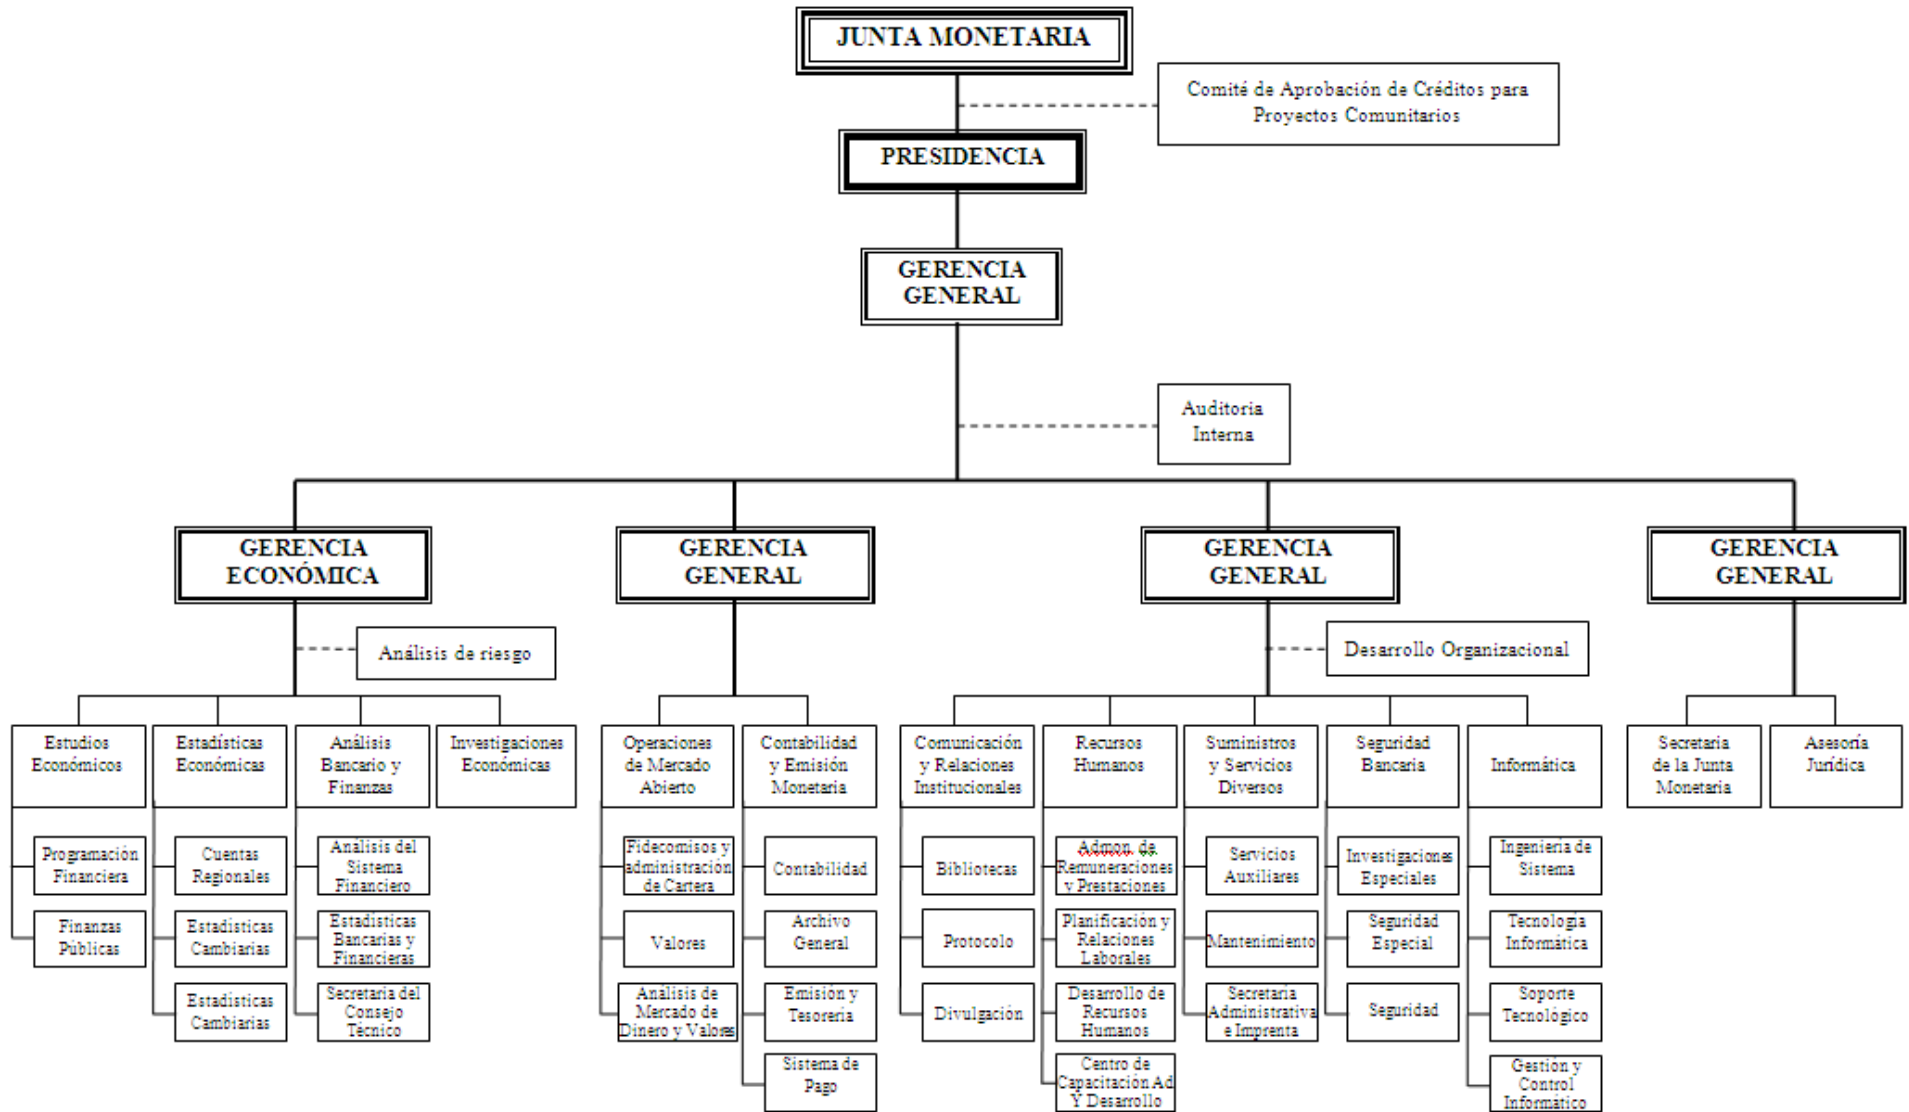 JUNTA MONETARIA
Comité de Aprobación de Créditos para
Proyectos Comunitarios
PRESIDENCIA
GERENCIA
GENERAL
Auditoria
Interna
GERENCIA
ECONÓMICA
GERENCIA
GENERAL
GERENCIA
GENERAL
GERENCIA
GENERAL
Análisis de riesgo
Desarrollo Organizacional
Estudios
Económicos
Estadísticas
Económicas
Análisis
Bancario y
Finanzas
Investigaciones
Económicas
Operaciones
de Mercado
Abierto
Contabilidad
y Emisión
Monetaria
Comunicación
y Relaciones
Institucionales
Recursos
Humanos
Suministros
y Servicios
Diversos
Seguridad
Bancaria
Informática
Secretaria
de la Junta
Monetaria
Asesoría
Jurídica
Programación
Financiera
Finanzas
Públicas
Cuentas
Regionales
Estadísticas
Cambiarias
Estadísticas
Cambiarias
Análisis del
Sistema
Financiero
Estadísticas
Bancarias y
Financieras
Secretaria del
Consejo
Técnico
Fidecomisos y
administración
de Cartera
Valores
Análisis de
Mercado de
Dinero y Valores
Contabilidad
Archivo
General
Emisión y
Tesorería
Sistema de
Pago
Bibliotecas
Protocolo
Divulgación
Admon. de
Remuneraciones
y Prestaciones
Planificación y
Relaciones
Laborales
Desarrollo de
Recursos
Humanos
Centro de
Capacitación Ad
Y Desarrollo
Servicios
Auxiliares
Mantenimiento
Secretaría
Administrativa
e Imprenta
Investigaciones
Especiales
Seguridad
Especial
Seguridad
Ingeniería de
Sistema
Tecnología
Informática
Soporte
Tecnológico
Gestión y
Control
Informático